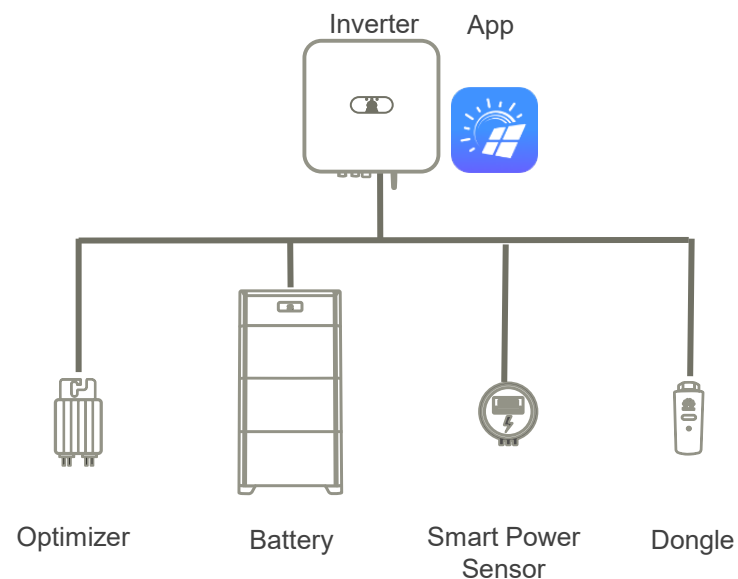 Inverter
App
Optimizer
Battery
Smart Power
Sensor
Dongle